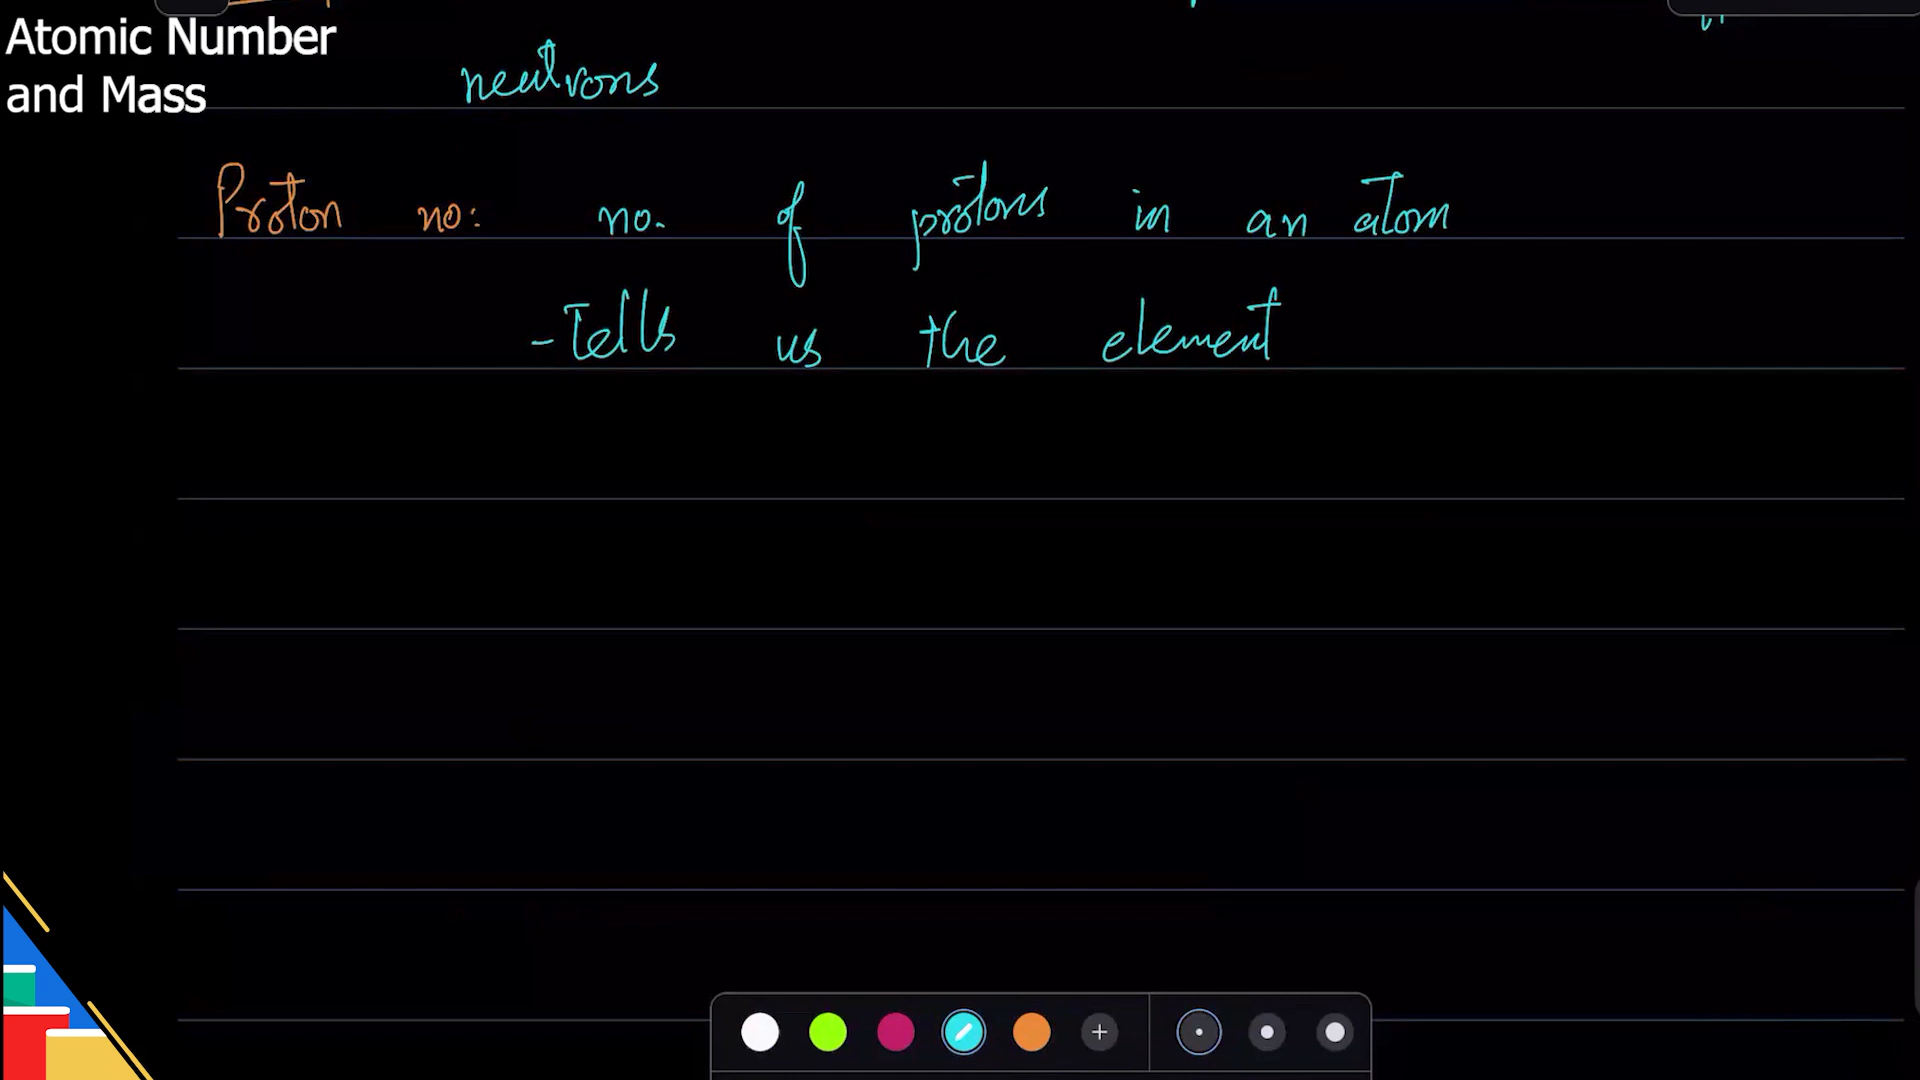 Atomic Number
and Mass
neutrons
Proton no: no. of protons in an atom
- Tells us the element